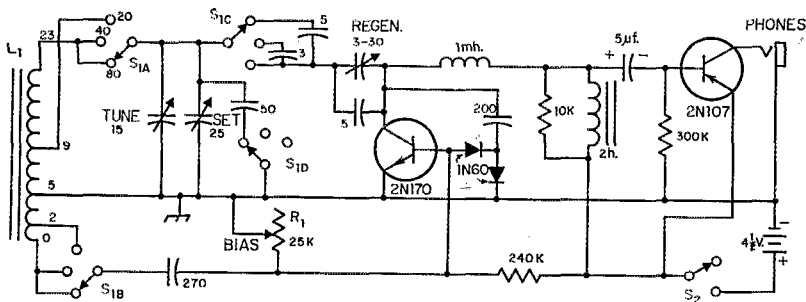 L1
23
20
40
80
S1A
S1C
5
3
REGEN.
3-30
1mh.
5µf.
+
-
PHONES
TUNE
15
SET
25
50
S1D
5
200
2N170
1N60
10K
2h.
300K
2N107
9
5
2
0
BIAS
R1
25K
S1B
270
240K
S2
4½V.
-
+